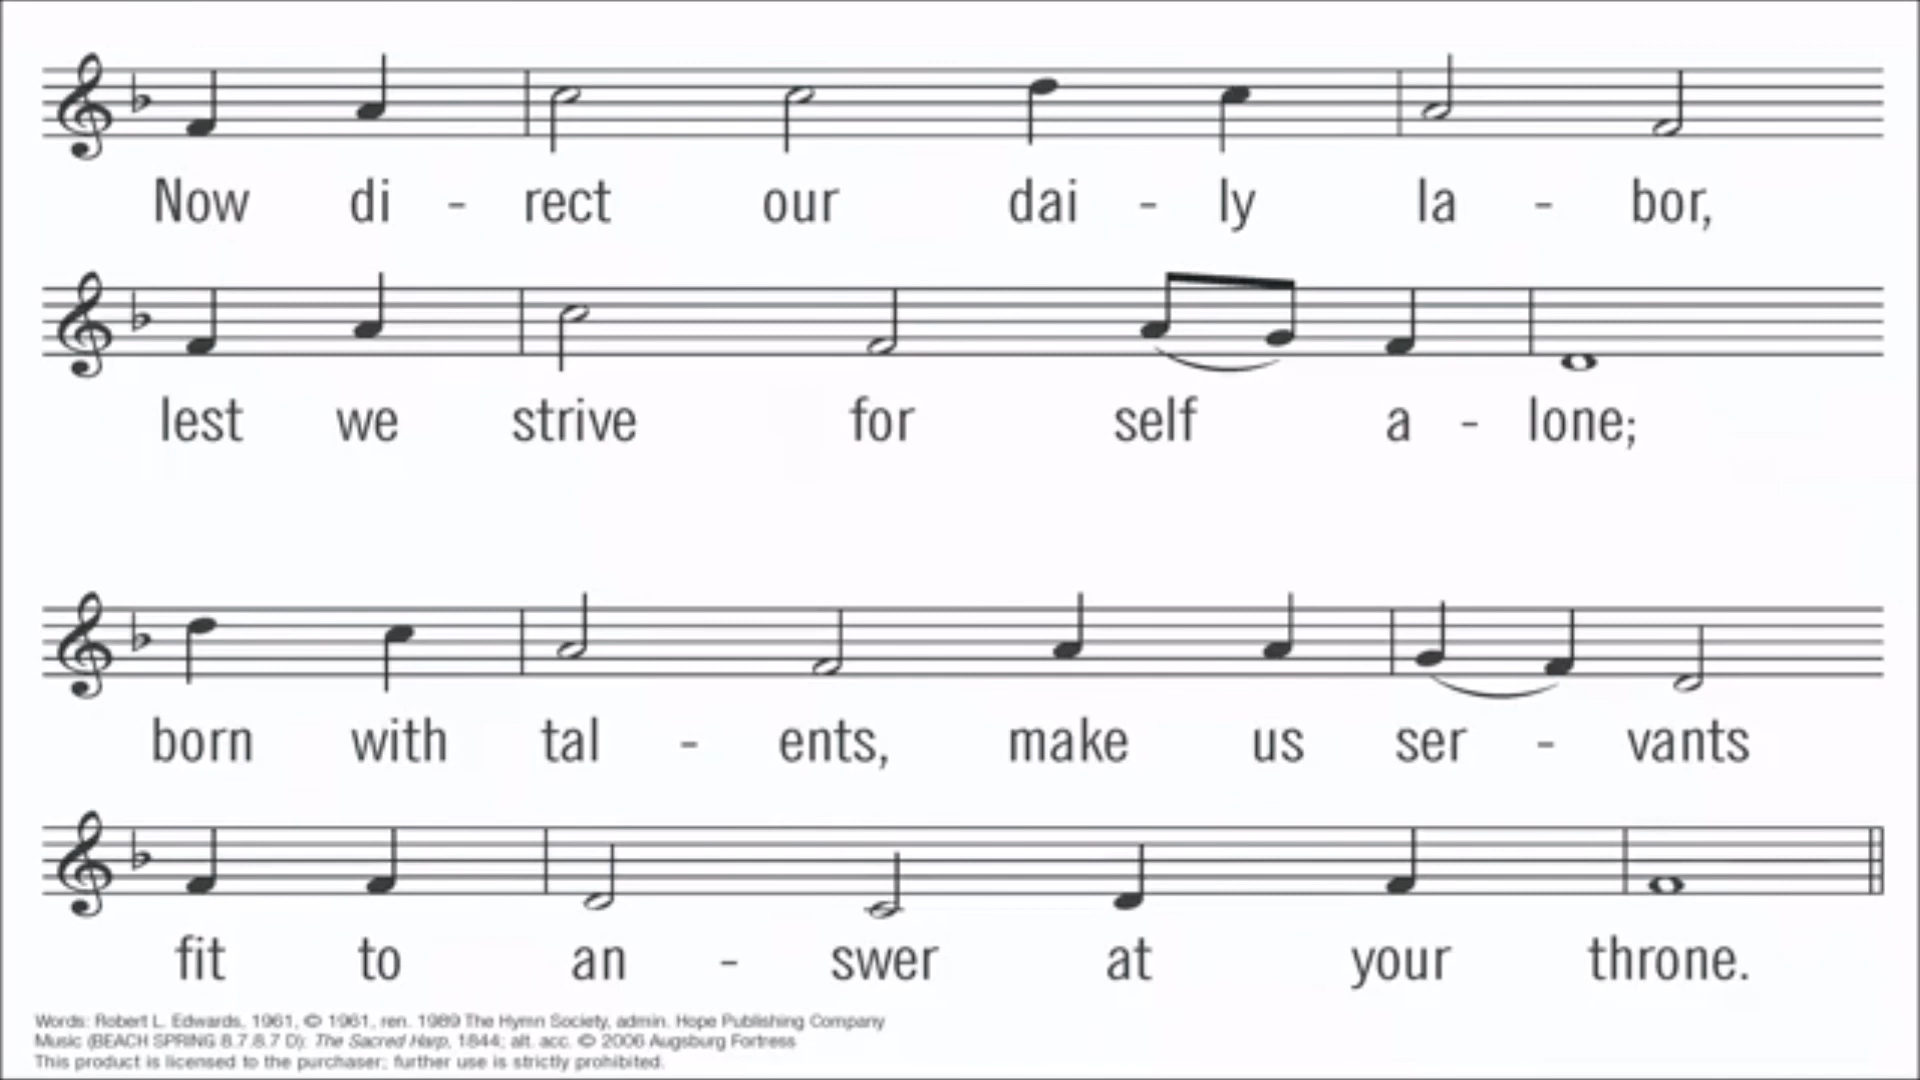 Now di - rect our dai - ly la - bor,
lest we strive for self a - lone;
born with tal - ents, make us ser - vants
fit to an - swer at your throne.
Words: Robert L. Edwards, 1961, © 1961, ren. 1989 The Hymn Society, admin. Hope Publishing Company
Music (BEACH SPRING 8.7.8.7 D): The Sacred Harp, 1844; alt. acc. © 2006 Augsburg Fortress
This product is licensed to the purchaser; further use is strictly prohibited.